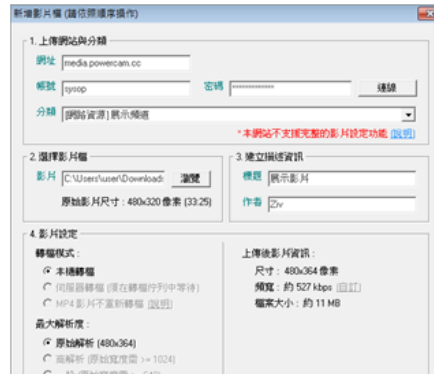 新增影片檔 (請依照順序操作)
1. 上傳網站與分類
網址 media.powercam.cc
帳號 sysop 密碼 ************* 連線
分類 [網路資源] 展示頻道
*本網站不支援完整的影片設定功能 (說明)
2. 選擇影片檔
影片 C:\Users\user\Downloads 瀏覽
原始影片尺寸：480x320 像素 (33:25)
3. 建立描述資訊
標題 展示影片
作者 Ziv
4. 影片設定
轉檔模式：
本機轉檔
伺服器轉檔 (須在轉檔佇列中等待)
MP4 影片不重新轉檔 (說明)
最大解析度：
原始解析 (480x364)
高解析 (原始寬度需 >= 1024)
上傳後影片資訊：
尺寸：480x364 像素
頻寬：約 527 kbps (自訂)
檔案大小：約 11 MB